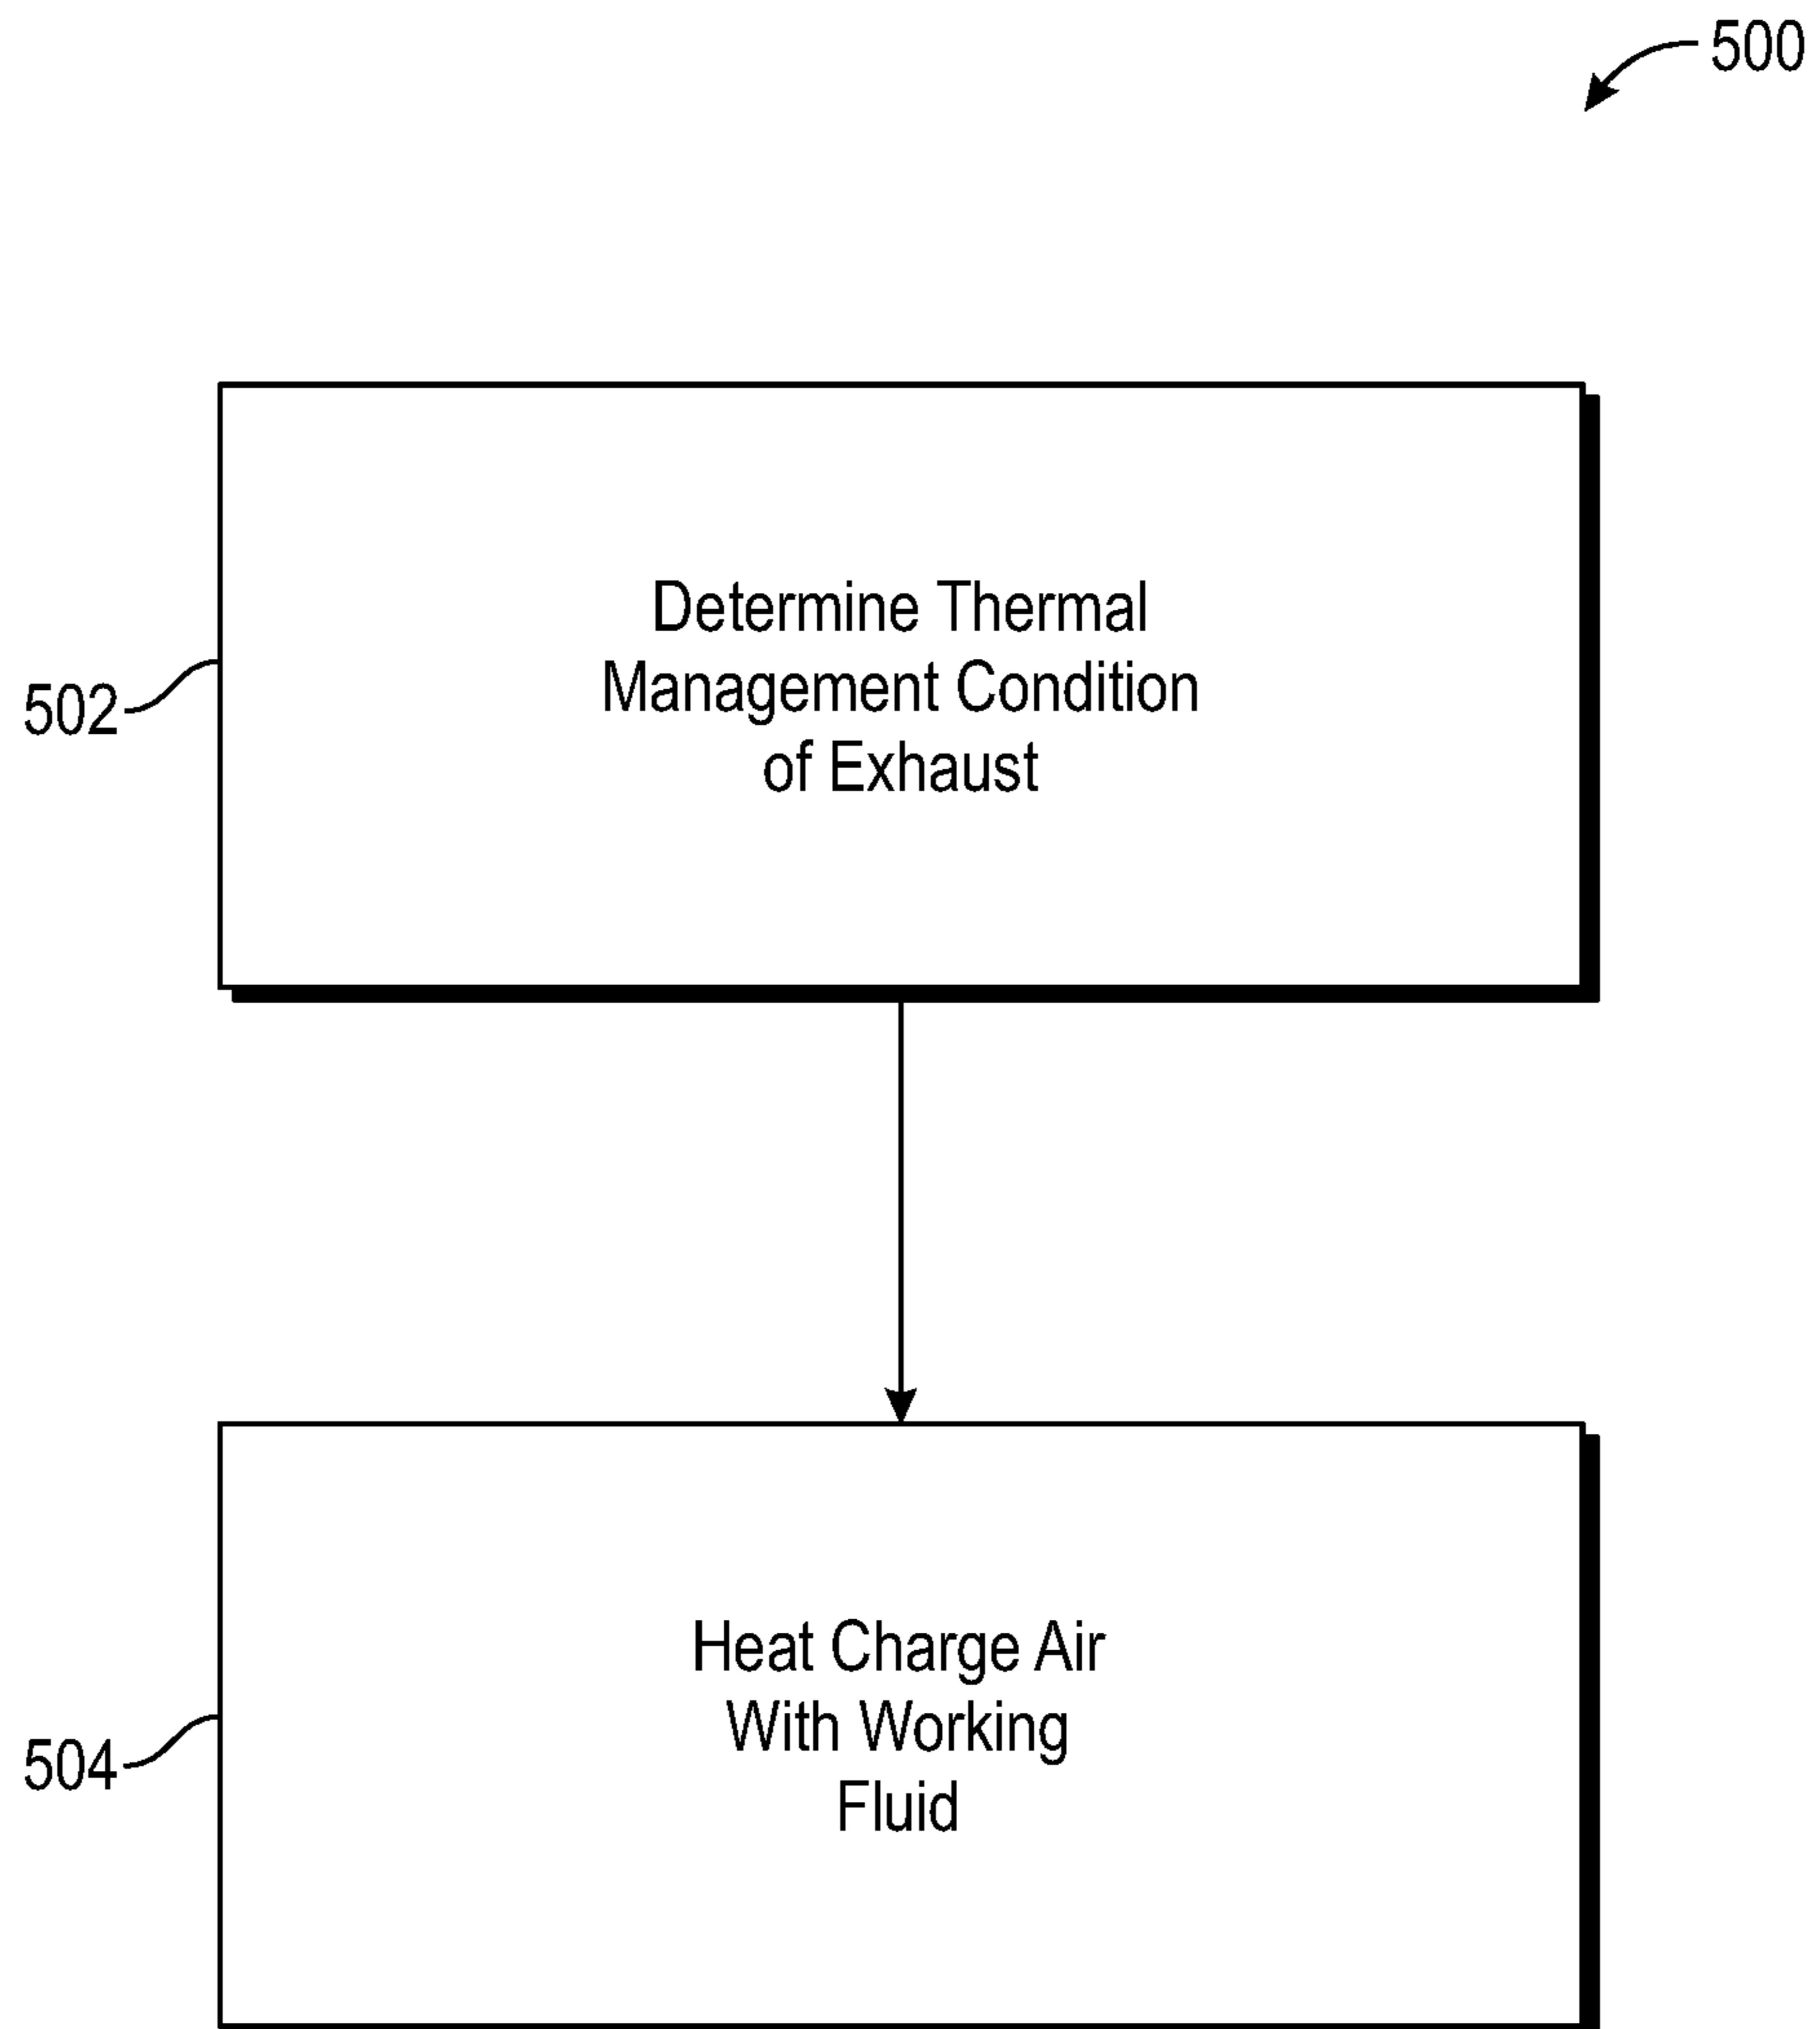 500
Determine Thermal
Management Condition
of Exhaust
502
Heat Charge Air
With Working
Fluid
504